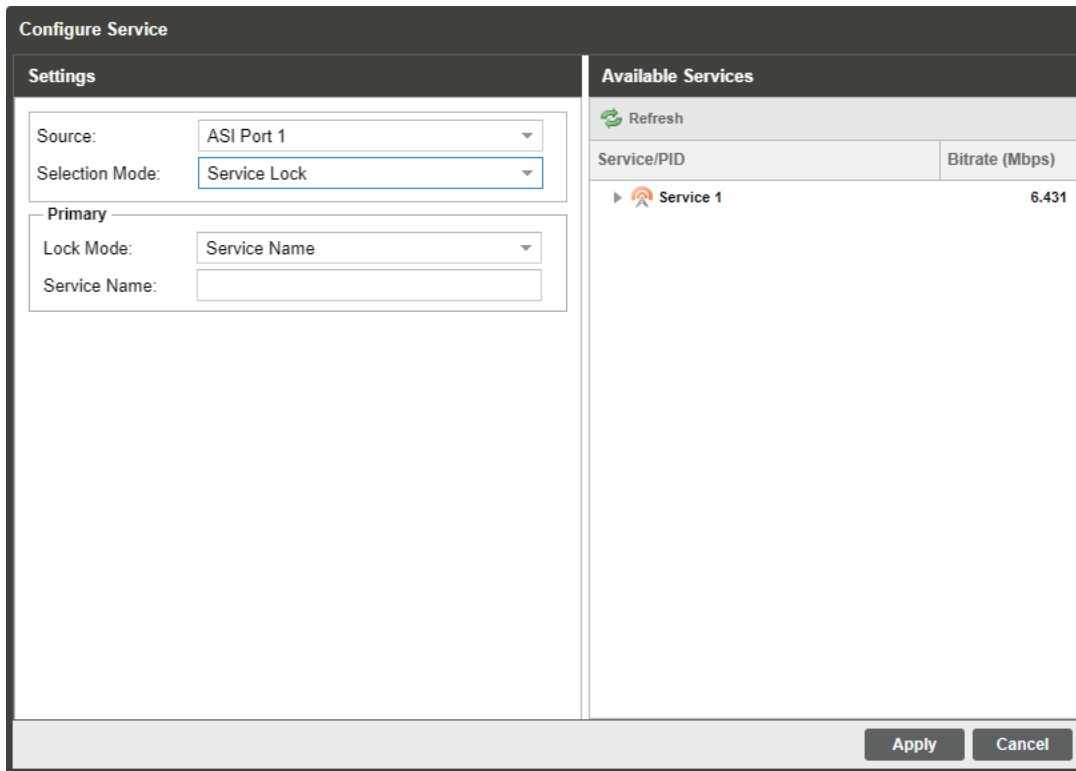 Configure Service
Settings
Source: ASI Port 1
Selection Mode: Service Lock
Primary
Lock Mode: Service Name
Service Name:
Available Services
Refresh
Service/PID Bitrate (Mbps)
Service 1 6.431
Apply Cancel